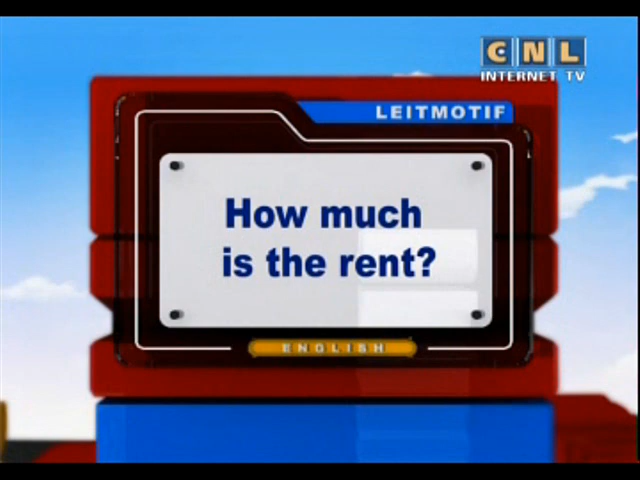 CNL
INTERNET TV
LEITMOTIF
How much
is the rent?
ENGLISH